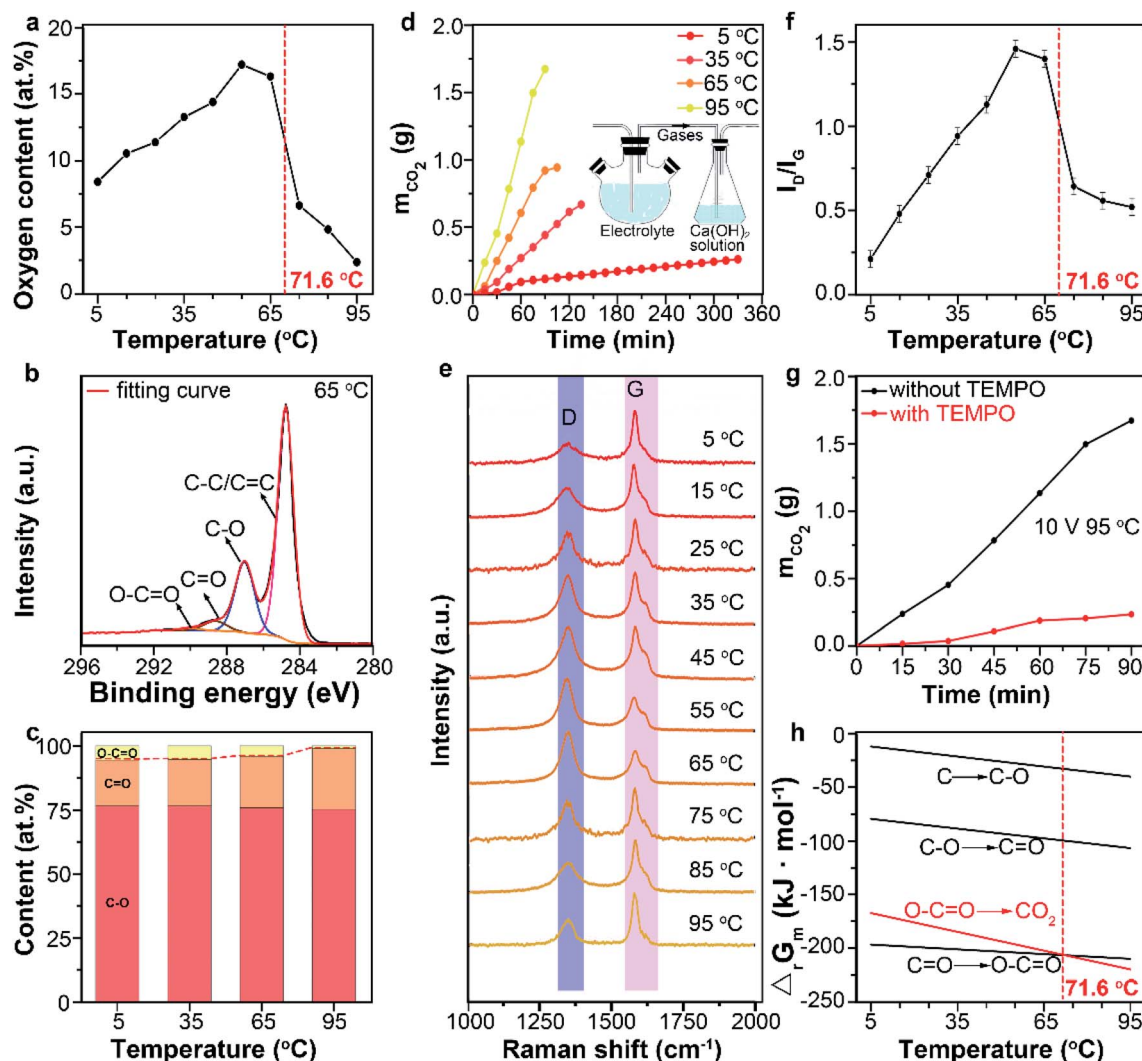 a
Oxygen content (at.%)
20
15
10
5
0
71.6 °C
5
35
65
95
Temperature (°C)
b
fitting curve
65 °C
C-C/C=C
C-O
C=O
O-C=O
Intensity (a.u.)
296
292
288
284
280
Binding energy (eV)
c
Content (at.%)
100
75
50
25
0
O-C=O
C=O
C-O
5
35
65
95
Temperature (°C)
d
mCO2 (g)
2.0
1.5
1.0
0.5
0
5 °C
35 °C
65 °C
95 °C
Gases
Electrolyte
Ca(OH)2
solution
0
60
120
180
240
300
360
Time (min)
e
D
G
5 °C
15 °C
25 °C
35 °C
45 °C
55 °C
65 °C
75 °C
85 °C
95 °C
Intensity (a.u.)
1000
1250
1500
1750
2000
Raman shift (cm-1)
f
ID/IG
1.5
1.0
0.5
0.0
71.6 °C
5
35
65
95
Temperature (°C)
g
mCO2 (g)
2.0
1.5
1.0
0.5
0.0
without TEMPO
with TEMPO
10 V 95 °C
0
15
30
45
60
75
90
Time (min)
h
△rGm (kJ · mol-1)
0
-50
-100
-150
-200
-250
C→C-O
C-O→C=O
O-C=O→CO2
C=O→O-C=O
71.6 °C
5
35
65
95
Temperature (°C)